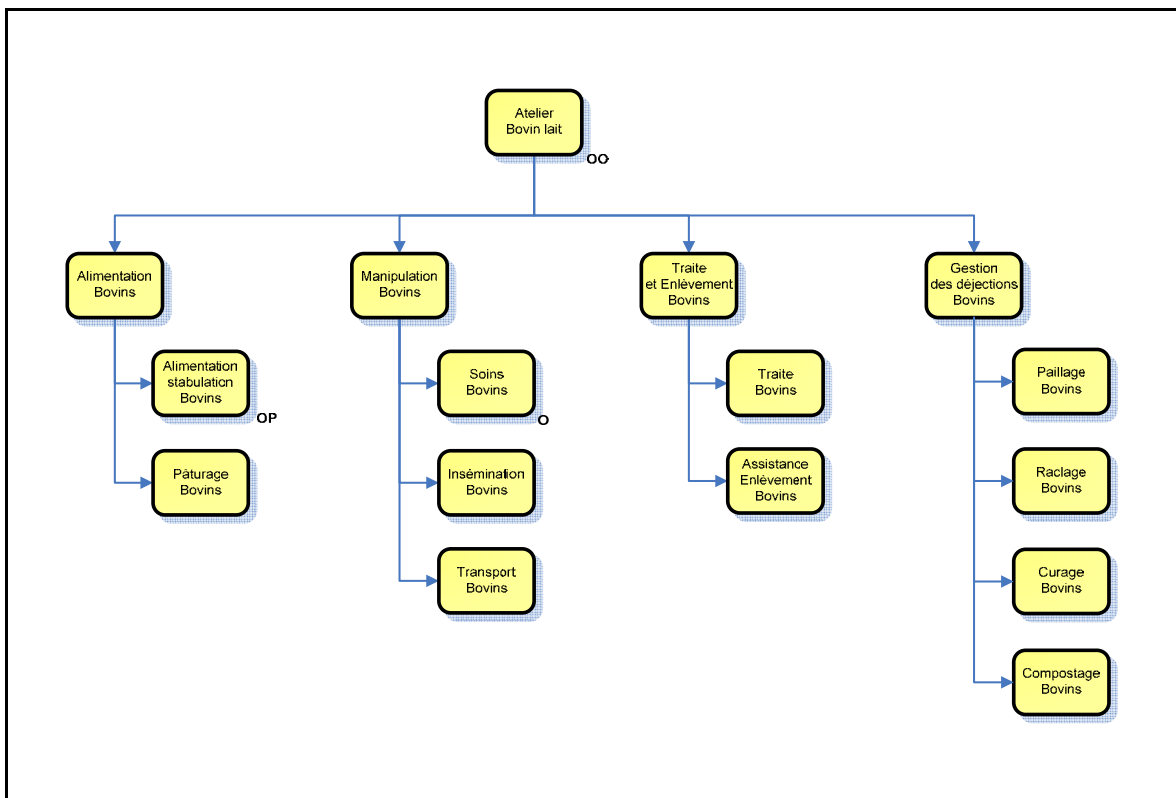 Atelier
Bovin lait
OO
Alimentation
Bovins
Manipulation
Bovins
Traite
et Enlèvement
Bovins
Gestion
des déjections
Bovins
Alimentation
stabulation
Bovins
OP
Pâturage
Bovins
Soins
Bovins
O
Insémination
Bovins
Transport
Bovins
Traite
Bovins
Assistance
Enlèvement
Bovins
Paillage
Bovins
Raclage
Bovins
Curage
Bovins
Compostage
Bovins